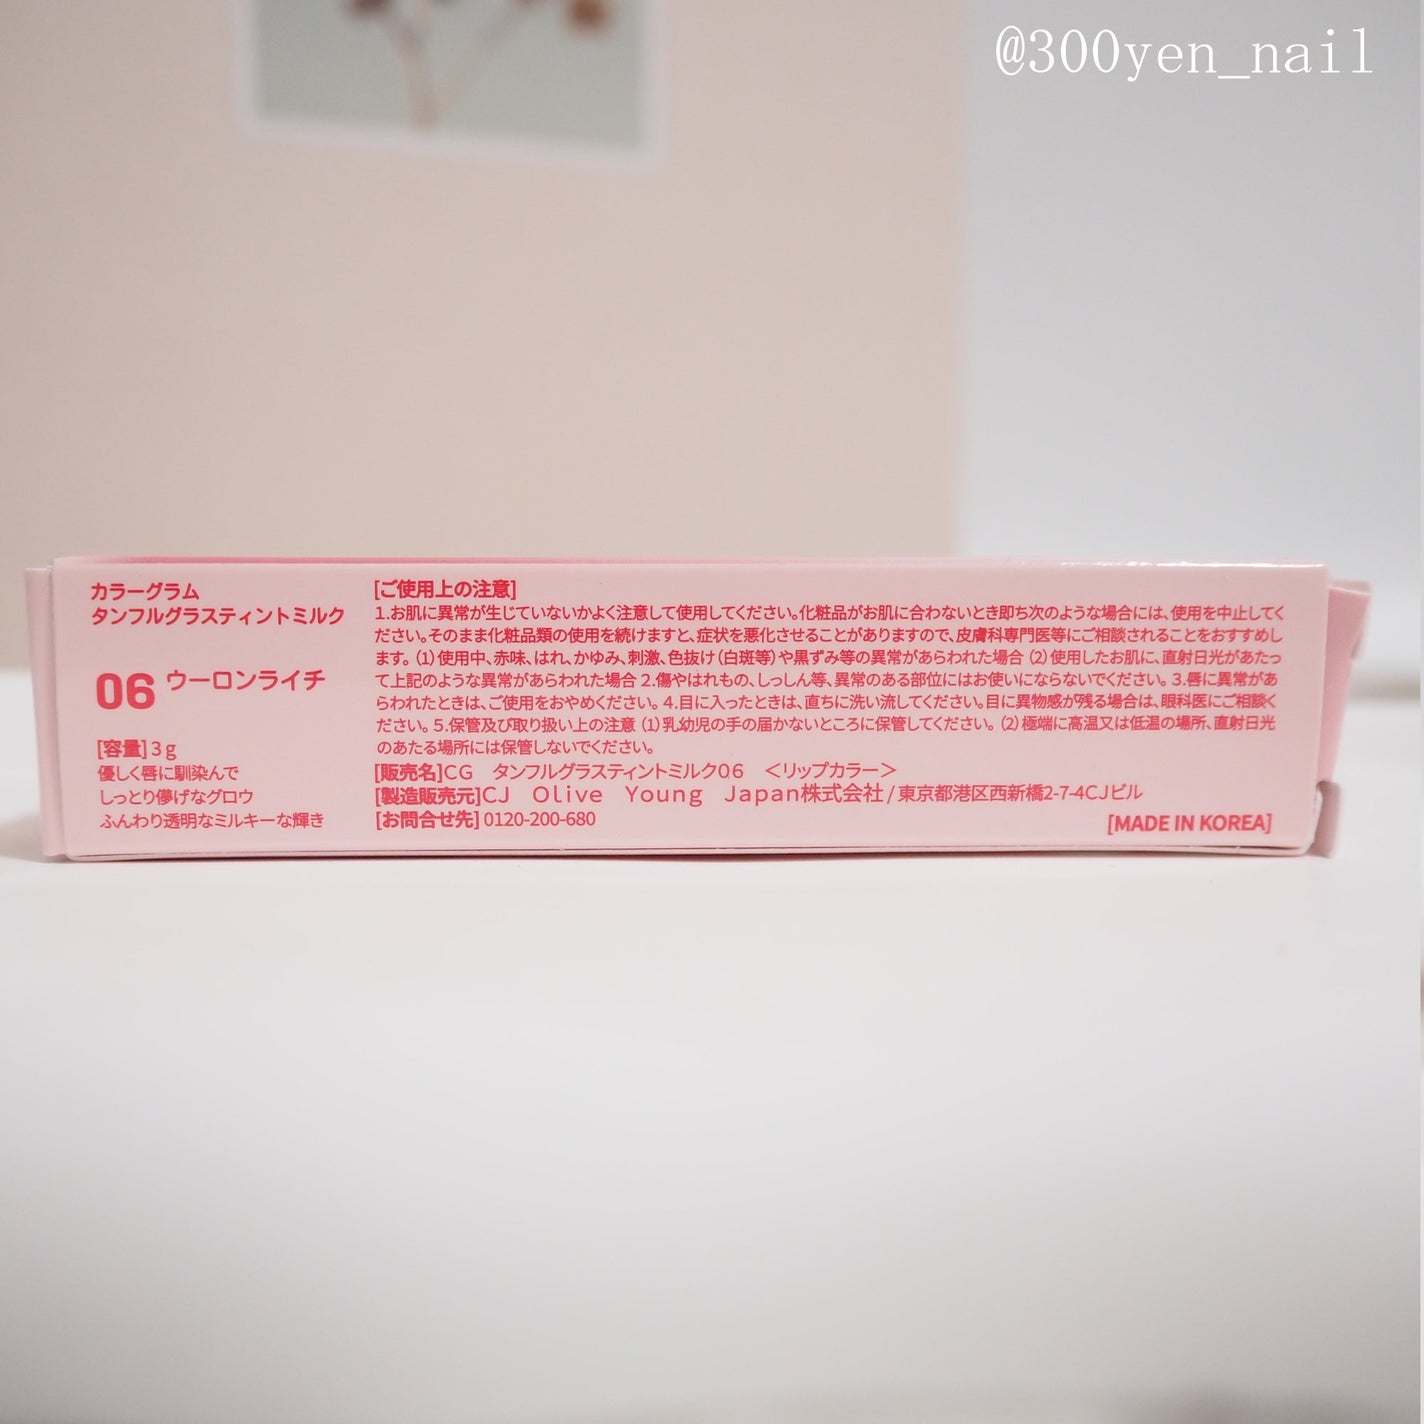 @300yen_nail
カラーグラム
タンフルグラスティントミルク
06 ウーロンライチ
[容量] 3 g
優しく唇に馴染んで
しっとり儚げなグロウ
ふんわり透明なミルキーな輝き
[ご使用上の注意]
1.お肌に異常が生じていないかよく注意して使用してください。化粧品がお肌に合わないとき即ち次のような場合には、使用を中止してく
ださい。そのまま化粧品類の使用を続けますと、症状を悪化させることがありますので、皮膚科専門医等にご相談されることをおすすめし
ます。(1)使用中、赤味、はれ、かゆみ、刺激、色抜け(白斑等)や黒ずみ等の異常があらわれた場合 (2)使用したお肌に、直射日光があたっ
て上記のような異常があらわれた場合 2.傷やはれもの、しっしん等、異常のある部位にはお使いにならないでください。3.唇に異常があ
らわれたときは、ご使用をおやめください。4.目に入ったときは、直ちに洗い流してください。目に異物感が残る場合は、眼科医にご相談く
ださい。5.保管及び取り扱い上の注意 (1)乳幼児の手の届かないところに保管してください。(2)極端に高温又は低温の場所、直射日光
のあたる場所には保管しないでください。
[販売名]CG　タンフルグラスティントミルク06　＜リップカラー＞
[製造販売元]CJ　Olive　Young　Japan株式会社 / 東京都港区西新橋2-7-4CJビル
[お問合せ先] 0120-200-680
[MADE IN KOREA]